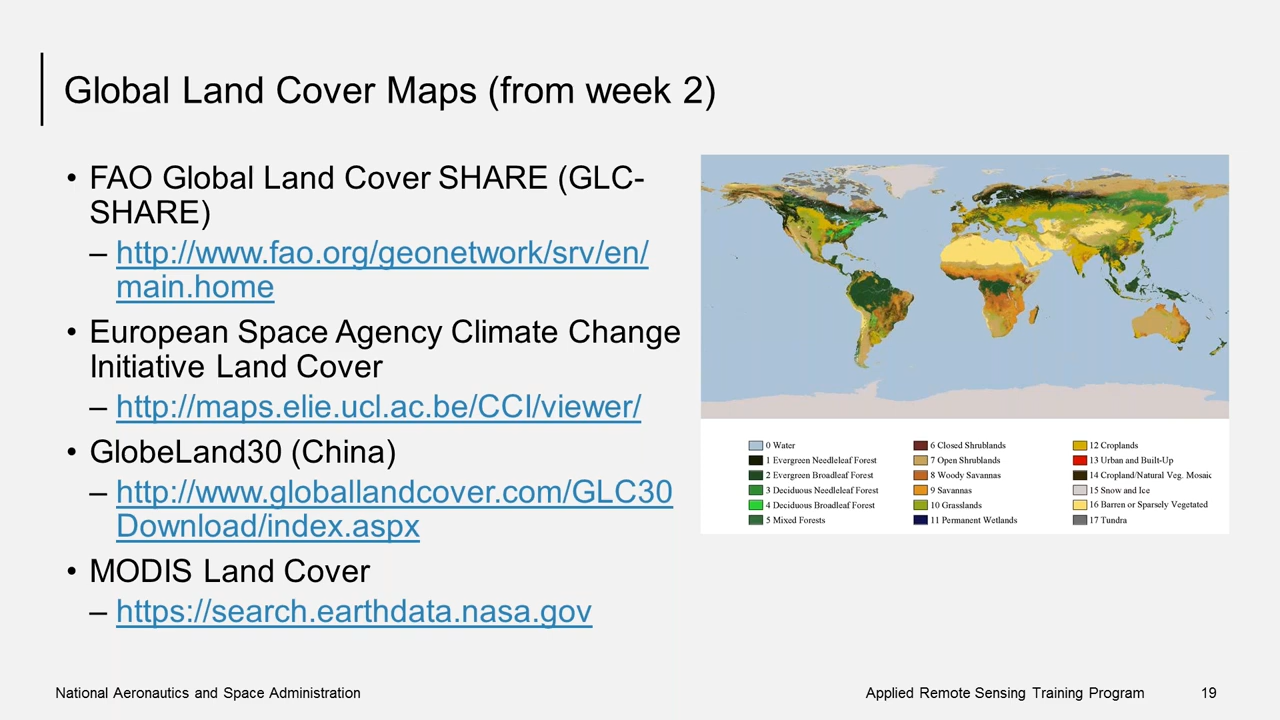 Global Land Cover Maps (from week 2)
• FAO Global Land Cover SHARE (GLC-
SHARE)
– http://www.fao.org/geonetwork/srv/en/
main.home
• European Space Agency Climate Change
Initiative Land Cover
– http://maps.elie.ucl.ac.be/CCI/viewer/
• GlobeLand30 (China)
– http://www.globallandcover.com/GLC30
Download/index.aspx
• MODIS Land Cover
– https://search.earthdata.nasa.gov
0 Water
1 Evergreen Needleleaf Forest
2 Evergreen Broadleaf Forest
3 Deciduous Needleleaf Forest
4 Deciduous Broadleaf Forest
5 Mixed Forests
6 Closed Shrublands
7 Open Shrublands
8 Woody Savannas
9 Savannas
10 Grasslands
11 Permanent Wetlands
12 Croplands
13 Urban and Built-Up
14 Cropland/Natural Veg. Mosaic
15 Snow and Ice
16 Barren or Sparsely Vegetated
17 Tundra
National Aeronautics and Space Administration
Applied Remote Sensing Training Program
19